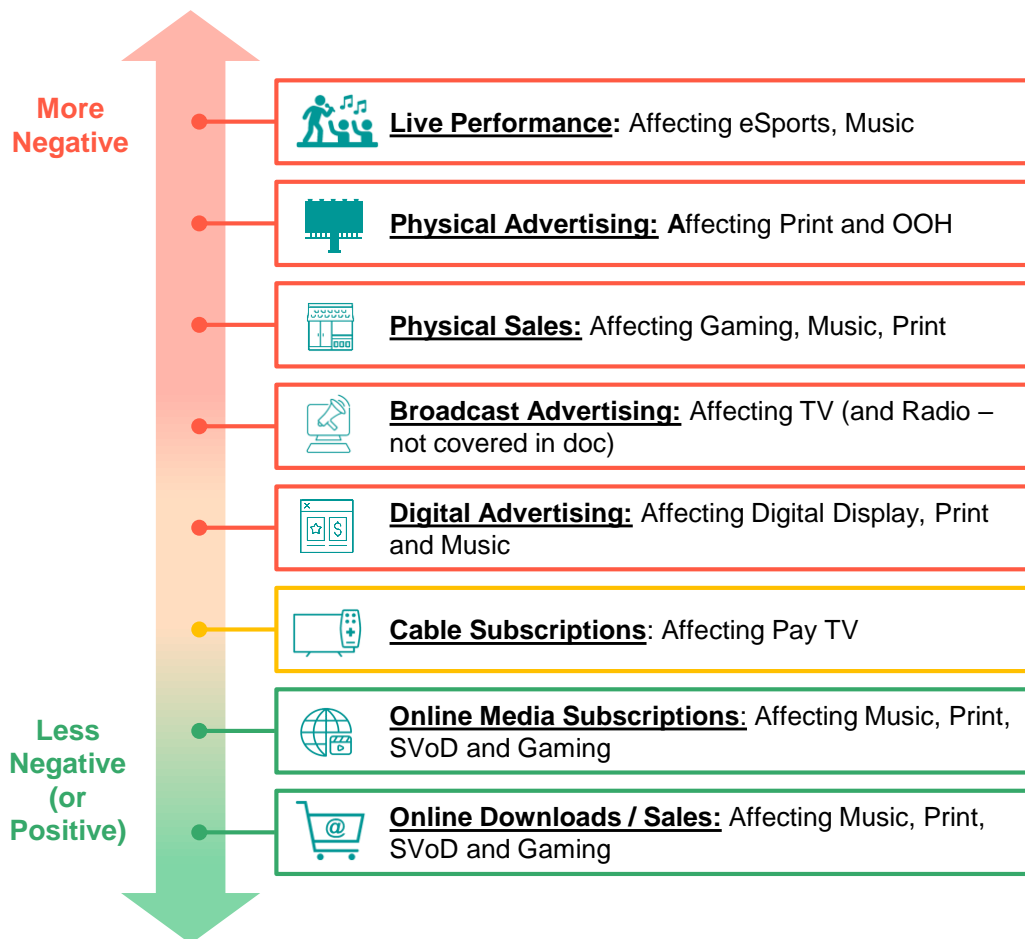 More
Negative
Live Performance: Affecting eSports, Music
Physical Advertising: Affecting Print and OOH
Physical Sales: Affecting Gaming, Music, Print
Broadcast Advertising: Affecting TV (and Radio –
not covered in doc)
$
Digital Advertising: Affecting Digital Display, Print
and Music
Cable Subscriptions: Affecting Pay TV
Less
Negative
(or
Positive)
Online Media Subscriptions: Affecting Music, Print,
SVoD and Gaming
@
Online Downloads / Sales: Affecting Music, Print,
SVoD and Gaming